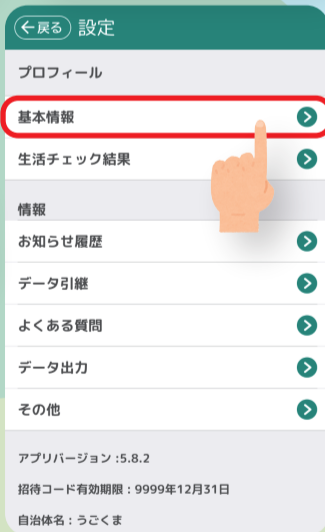 ←戻る 設定
プロフィール
基本情報
生活チェック結果
情報
お知らせ履歴
データ引継
よくある質問
データ出力
その他
アプリバージョン :5.8.2
招待コード有効期限:9999年12月31日
自治体名:うごくま